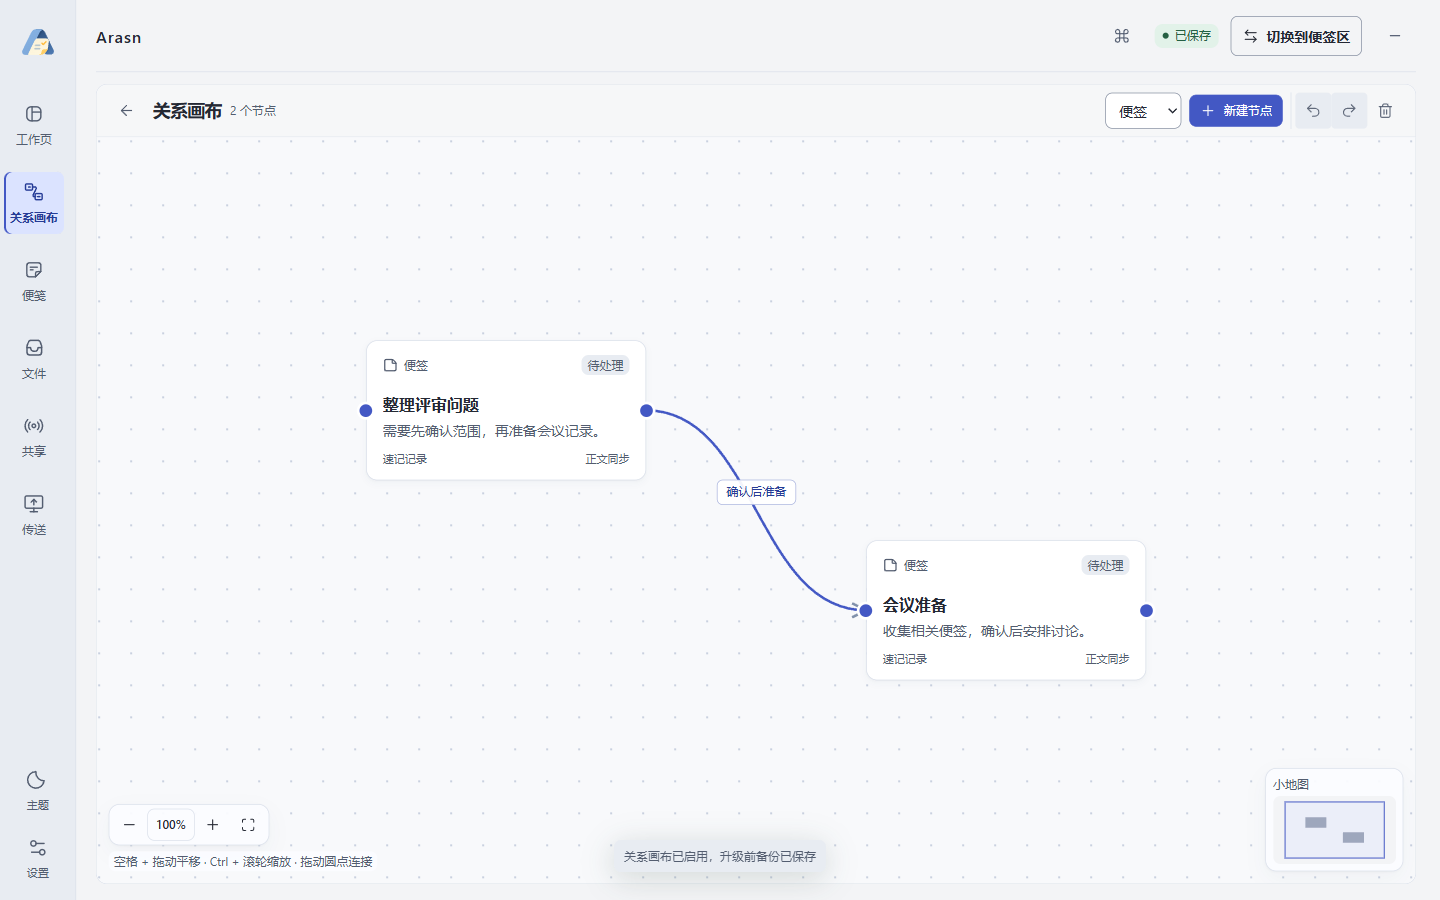 Arasn
已保存
切换到便签区
工作页
关系画布
便笺
文件
共享
传送
主题
设置
关系画布 2 个节点
便签
新建节点
便签
待处理
整理评审问题
需要先确认范围，再准备会议记录。
速记记录
正文同步
确认后准备
便签
待处理
会议准备
收集相关便签，确认后安排讨论。
速记记录
正文同步
100%
空格 + 拖动平移 · Ctrl + 滚轮缩放 · 拖动圆点连接
关系画布已启用，升级前备份已保存
小地图